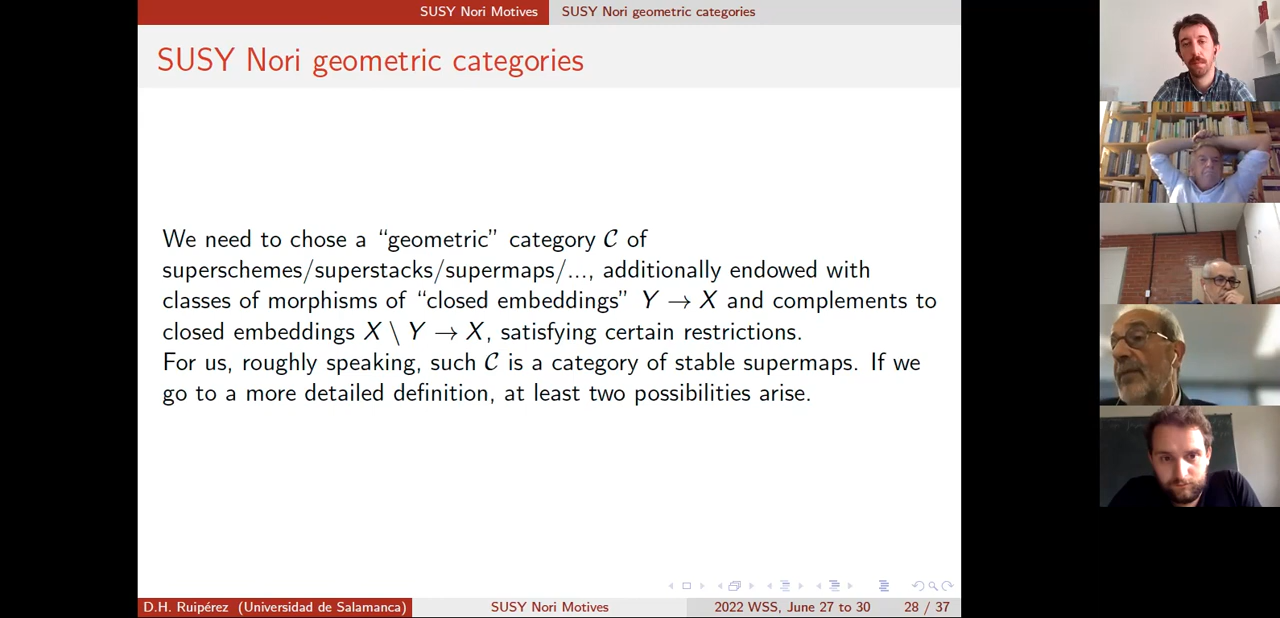 SUSY Nori Motives SUSY Nori geometric categories
SUSY Nori geometric categories
We need to chose a “geometric” category 𝒞 of
superschemes/superstacks/supermaps/..., additionally endowed with
classes of morphisms of “closed embeddings” Y → X and complements to
closed embeddings X \ Y → X, satisfying certain restrictions.
For us, roughly speaking, such 𝒞 is a category of stable supermaps. If we
go to a more detailed definition, at least two possibilities arise.
D.H. Ruipérez (Universidad de Salamanca) SUSY Nori Motives 2022 WSS, June 27 to 30 28 / 37